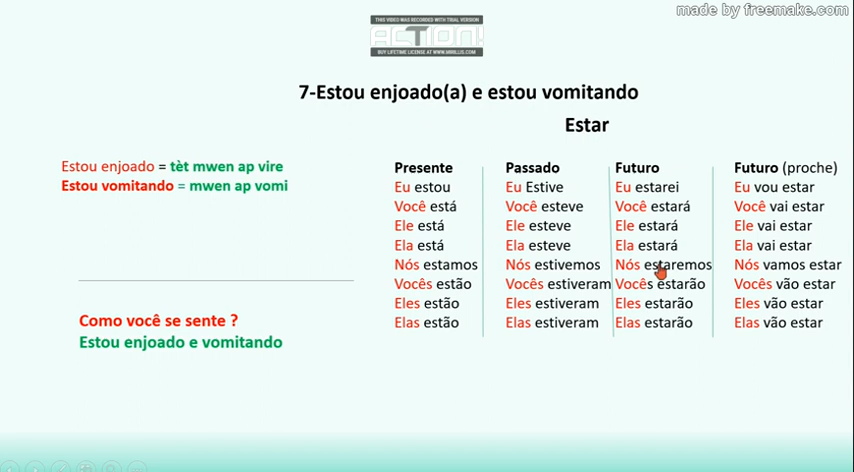 made by freemake.com
THIS VIDEO WAS RECORDED WITH TRIAL VERSION
ACTION!
BUY LIFETIME LICENSE AT WWW.MIRILLIS.COM
7-Estou enjoado(a) e estou vomitando
Estar
Estou enjoado = tèt mwen ap vire
Estou vomitando = mwen ap vomi
Como você se sente ?
Estou enjoado e vomitando
Presente Passado Futuro Futuro (proche)
Eu estou Eu Estive Eu estarei Eu vou estar
Você está Você esteve Você estará Você vai estar
Ele está Ele esteve Ele estará Ele vai estar
Ela está Ela esteve Ela estará Ela vai estar
Nós estamos Nós estivemos Nós estaremos Nós vamos estar
Vocês estão Vocês estiveram Vocês estarão Vocês vão estar
Eles estão Eles estiveram Eles estarão Eles vão estar
Elas estão Elas estiveram Elas estarão Elas vão estar